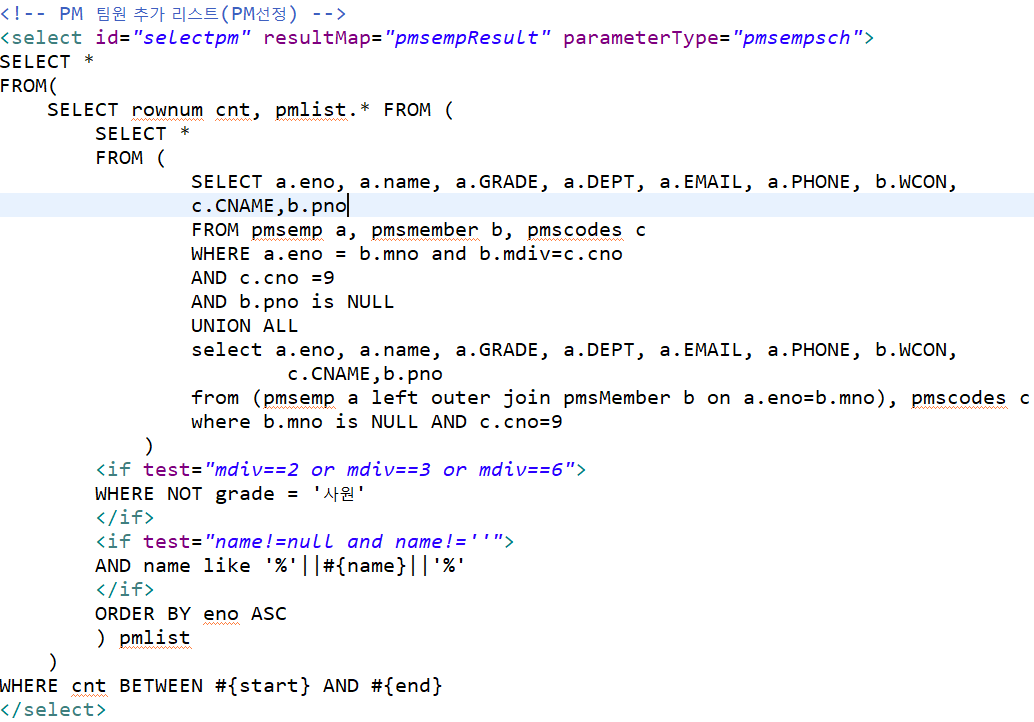 <!-- PM 팀원 추가 리스트(PM선정) -->
<select id="selectpm" resultMap="pmsempResult" parameterType="pmsempsch">
SELECT *
FROM(
    SELECT rownum cnt, pmlist.* FROM (
        SELECT *
        FROM (
                SELECT a.eno, a.name, a.GRADE, a.DEPT, a.EMAIL, a.PHONE, b.WCON,
                c.CNAME,b.pno
                FROM pmsemp a, pmsmember b, pmscodes c
                WHERE a.eno = b.mno and b.mdiv=c.cno
                AND c.cno =9
                AND b.pno is NULL
                UNION ALL
                select a.eno, a.name, a.GRADE, a.DEPT, a.EMAIL, a.PHONE, b.WCON,
                        c.CNAME,b.pno
                from (pmsemp a left outer join pmsMember b on a.eno=b.mno), pmscodes c
                where b.mno is NULL AND c.cno=9
            )
        <if test="mdiv==2 or mdiv==3 or mdiv==6">
        WHERE NOT grade = '사원'
        </if>
        <if test="name!=null and name!=''">
        AND name like '%'||#{name}||'%'
        </if>
        ORDER BY eno ASC
        ) pmlist
    )
WHERE cnt BETWEEN #{start} AND #{end}
</select>